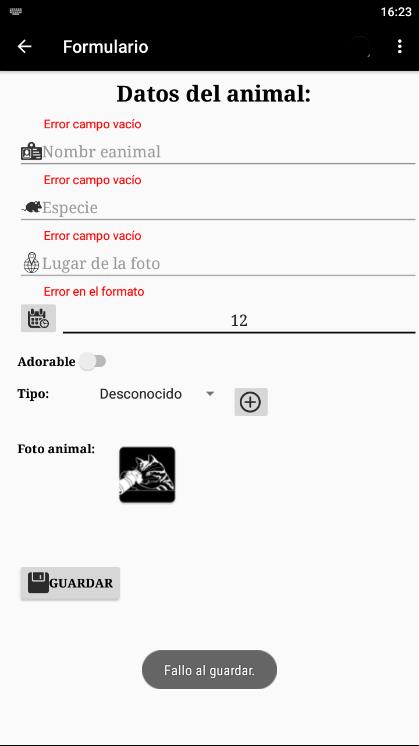 16:23
Formulario
Datos del animal:
Error campo vacío
Nombr eanimal
Error campo vacío
Especie
Error campo vacío
Lugar de la foto
Error en el formato
12
Adorable
Tipo: Desconocido
Foto animal:
GUARDAR
Fallo al guardar.